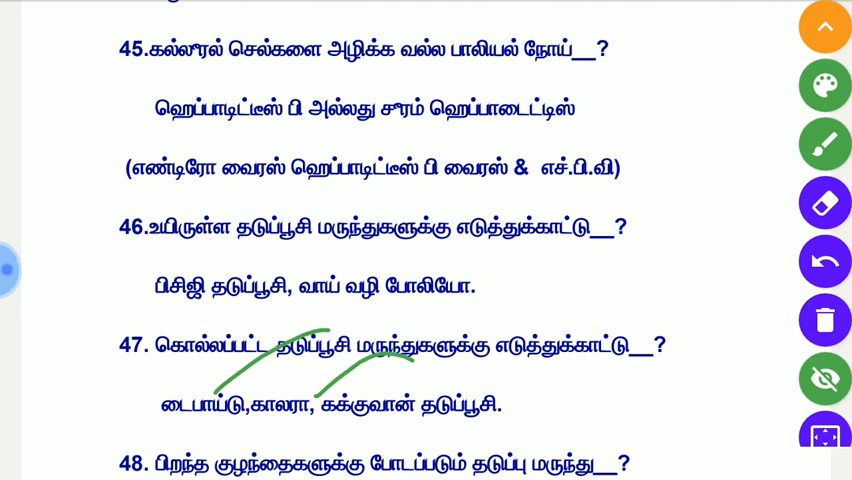 45.கல்லூரல் செல்களை அழிக்க வல்ல பாலியல் நோய்__?
ஹெப்பாடிட்டீஸ் பி அல்லது சூரம் ஹெப்பாடைட்டிஸ்
(எண்டிரோ வைரஸ் ஹெப்பாடிட்டீஸ் பி வைரஸ் & எச்.பி.வி)
46.உயிருள்ள தடுப்பூசி மருந்துகளுக்கு எடுத்துக்காட்டு__?
பிசிஜி தடுப்பூசி, வாய் வழி போலியோ.
47. கொல்லப்பட்ட தடுப்பூசி மருந்துகளுக்கு எடுத்துக்காட்டு__?
டைபாய்டு,காலரா, கக்குவான் தடுப்பூசி.
48. பிறந்த குழந்தைகளுக்கு போடப்படும் தடுப்பு மருந்து__?